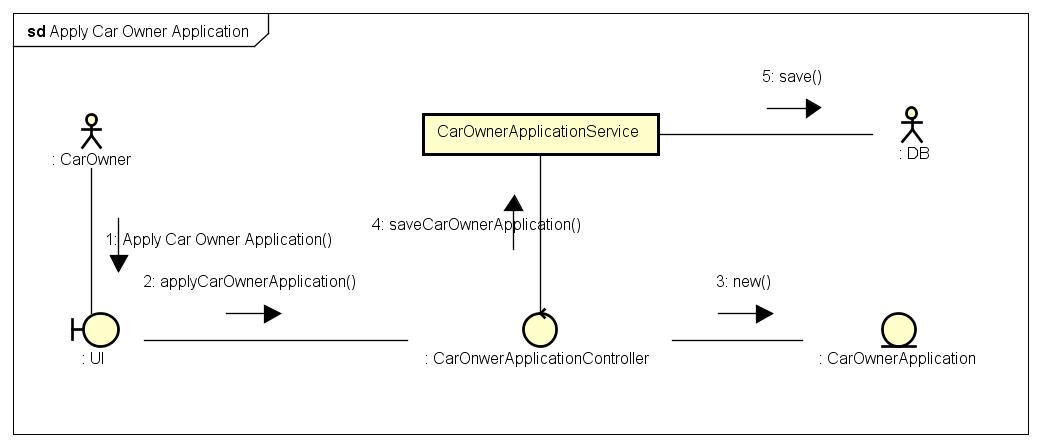 sd Apply Car Owner Application
5: save()
CarOwnerApplicationService
: CarOwner
: DB
4: saveCarOwnerApplication()
1: Apply Car Owner Application()
2: applyCarOwnerApplication()
3: new()
: UI
: CarOnwerApplicationController
: CarOwnerApplication